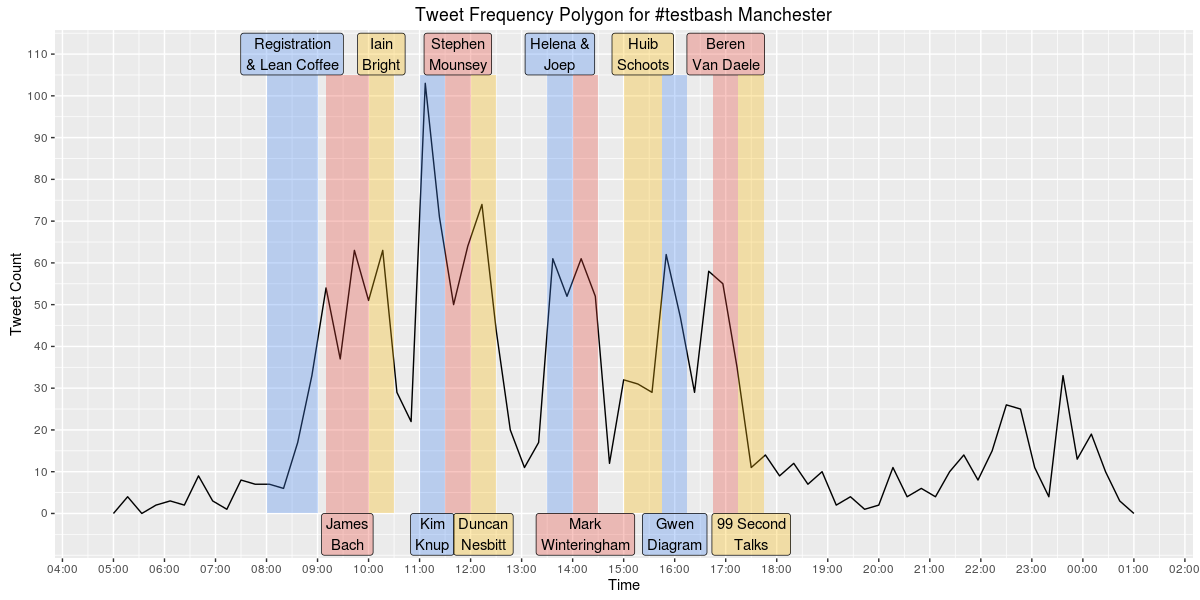 Tweet Frequency Polygon for #testbash Manchester
Registration
& Lean Coffee
Iain
Bright
Stephen
Mounsey
Helena &
Joep
Huib
Schoots
Beren
Van Daele
110
100
90
80
70
60
50
40
30
20
10
0
Tweet Count
James
Bach
Kim
Knup
Duncan
Nesbitt
Mark
Winteringham
Gwen
Diagram
99 Second
Talks
04:00 05:00 06:00 07:00 08:00 09:00 10:00 11:00 12:00 13:00 14:00 15:00 16:00 17:00 18:00 19:00 20:00 21:00 22:00 23:00 00:00 01:00 02:00
Time